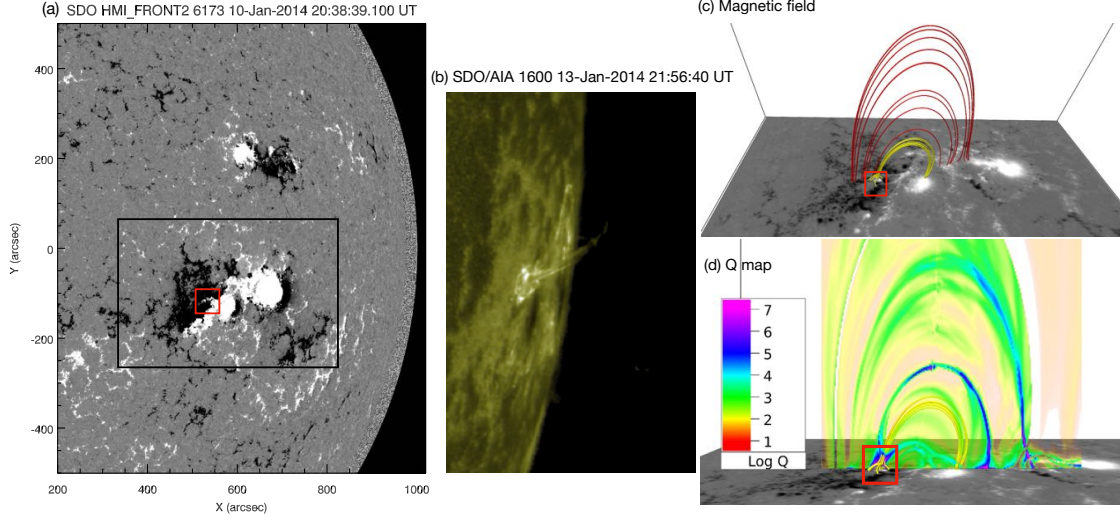 (a) SDO HMI_FRONT2 6173 10-Jan-2014 20:38:39.100 UT
400
200
0
-200
-400
Y (arcsec)
200 400 600 800 1000
X (arcsec)
(b) SDO/AIA 1600 13-Jan-2014 21:56:40 UT
(c) Magnetic field
(d) Q map
7
6
5
4
3
2
1
Log Q